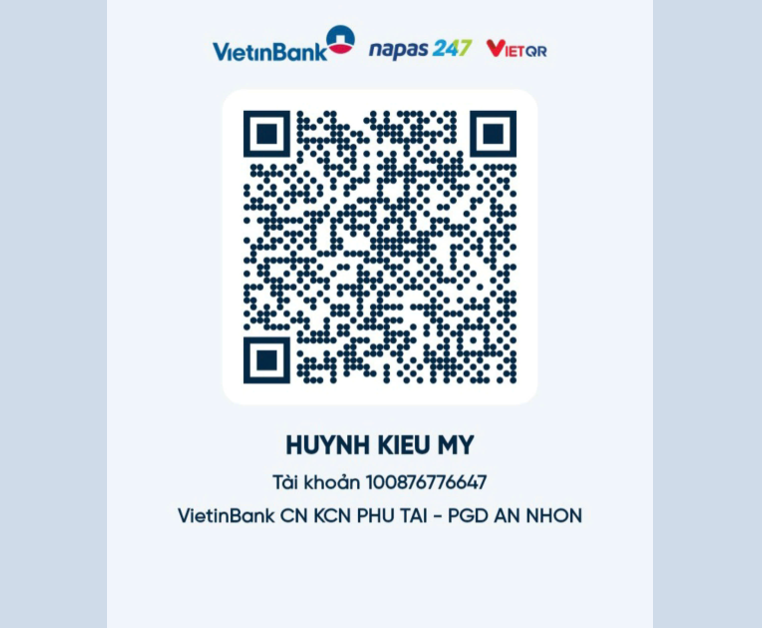 VietinBank napas 247 VIETQR
HUYNH KIEU MY
Tài khoản 100876776647
VietinBank CN KCN PHU TAI - PGD AN NHON